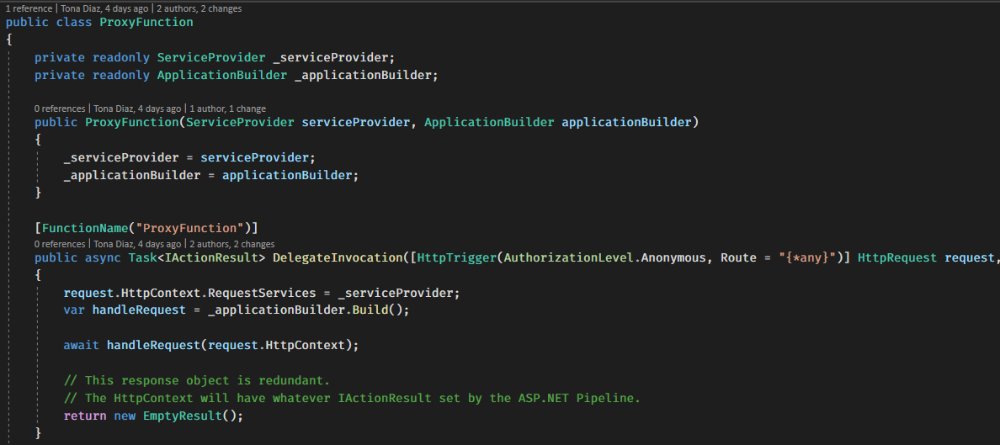 1 reference | Tona Diaz, 4 days ago | 2 authors, 2 changes
public class ProxyFunction
{
private readonly ServiceProvider _serviceProvider;
private readonly ApplicationBuilder _applicationBuilder;
0 references | Tona Diaz, 4 days ago | 1 author, 1 change
public ProxyFunction(ServiceProvider serviceProvider, ApplicationBuilder applicationBuilder)
{
_serviceProvider = serviceProvider;
_applicationBuilder = applicationBuilder;
}
[FunctionName("ProxyFunction")]
0 references | Tona Diaz, 4 days ago | 2 authors, 2 changes
public async Task<IActionResult> DelegateInvocation([HttpTrigger(AuthorizationLevel.Anonymous, Route = "{*any}")] HttpRequest request,
{
request.HttpContext.RequestServices = _serviceProvider;
var handleRequest = _applicationBuilder.Build();
await handleRequest(request.HttpContext);
// This response object is redundant.
// The HttpContext will have whatever IActionResult set by the ASP.NET Pipeline.
return new EmptyResult();
}